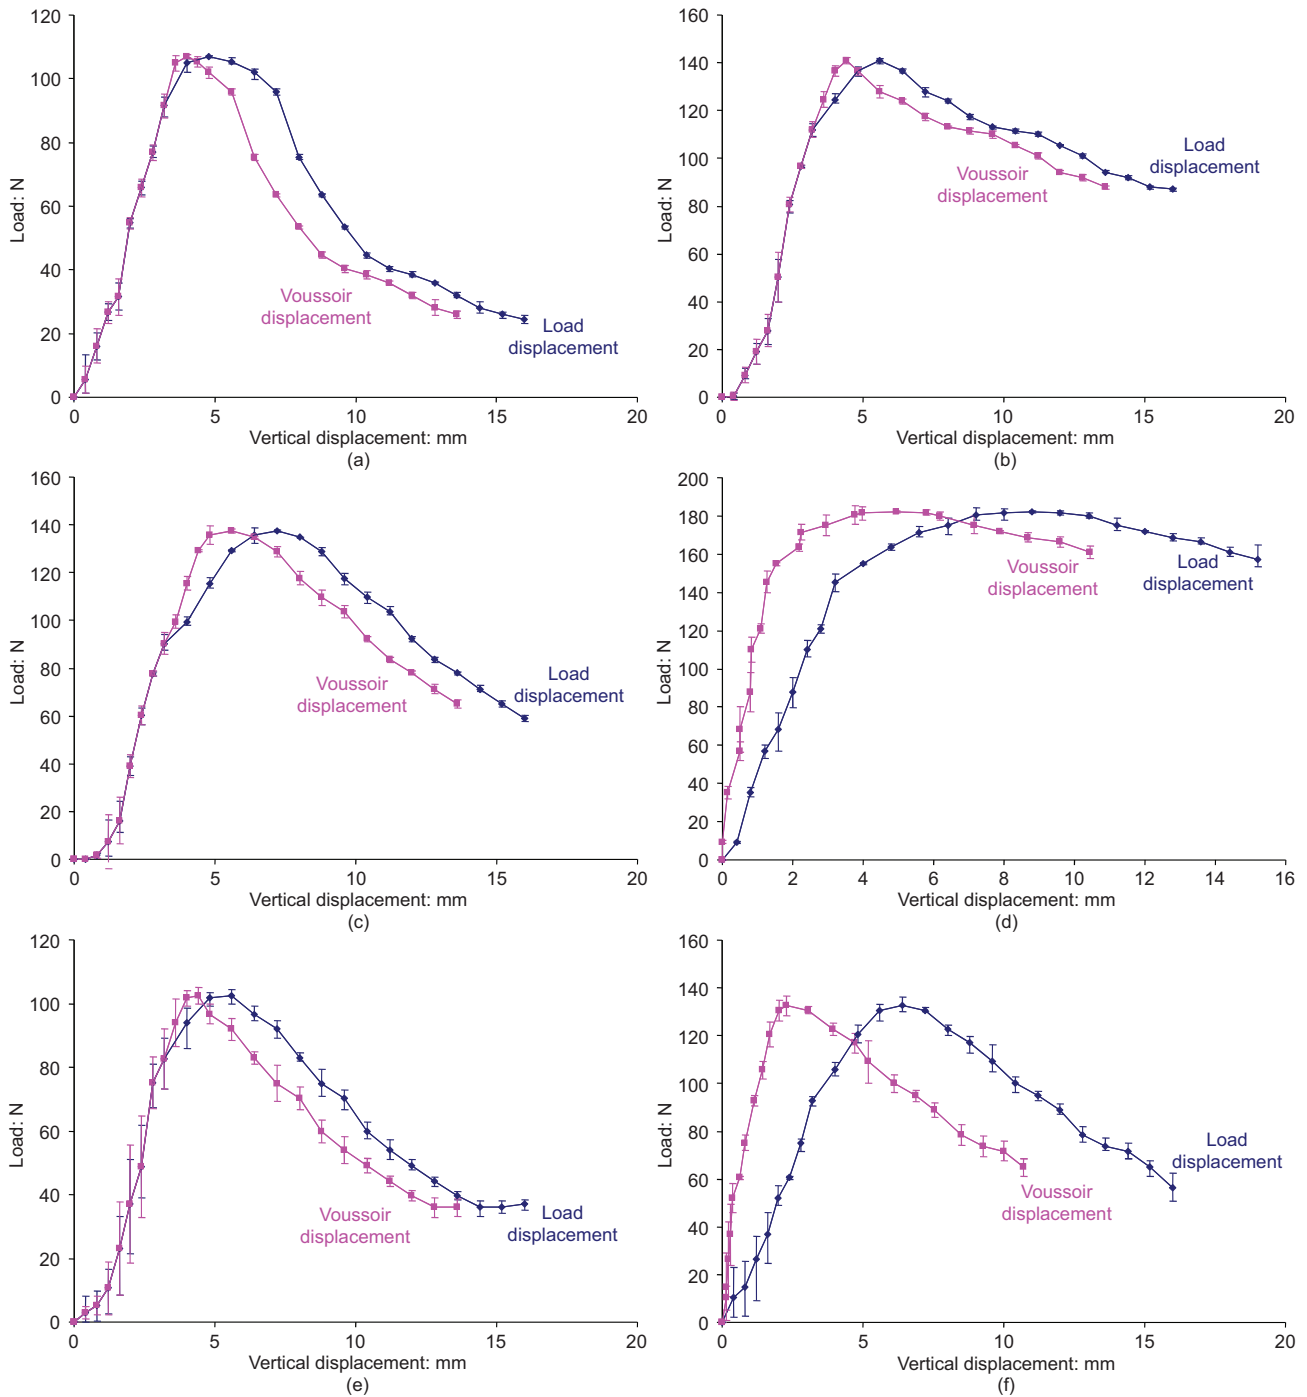 120
100
80
60
40
20
0
Load: N
Voussoir
displacement
Load
displacement
0 5 10 15 20
Vertical displacement: mm
(a)
160
140
120
100
80
60
40
20
0
Load: N
Load
displacement
Voussoir
displacement
0 5 10 15 20
Vertical displacement: mm
(b)
160
140
120
100
80
60
40
20
0
Load: N
Voussoir
displacement
Load
displacement
0 5 10 15 20
Vertical displacement: mm
(c)
200
180
160
140
120
100
80
60
40
20
0
Load: N
Voussoir
displacement
Load
displacement
0 2 4 6 8 10 12 14 16
Vertical displacement: mm
(d)
120
100
80
60
40
20
0
Load: N
Voussoir
displacement
Load
displacement
0 5 10 15 20
Vertical displacement: mm
(e)
160
140
120
100
80
60
40
20
0
Load: N
Load
displacement
Voussoir
displacement
0 5 10 15 20
Vertical displacement: mm
(f)